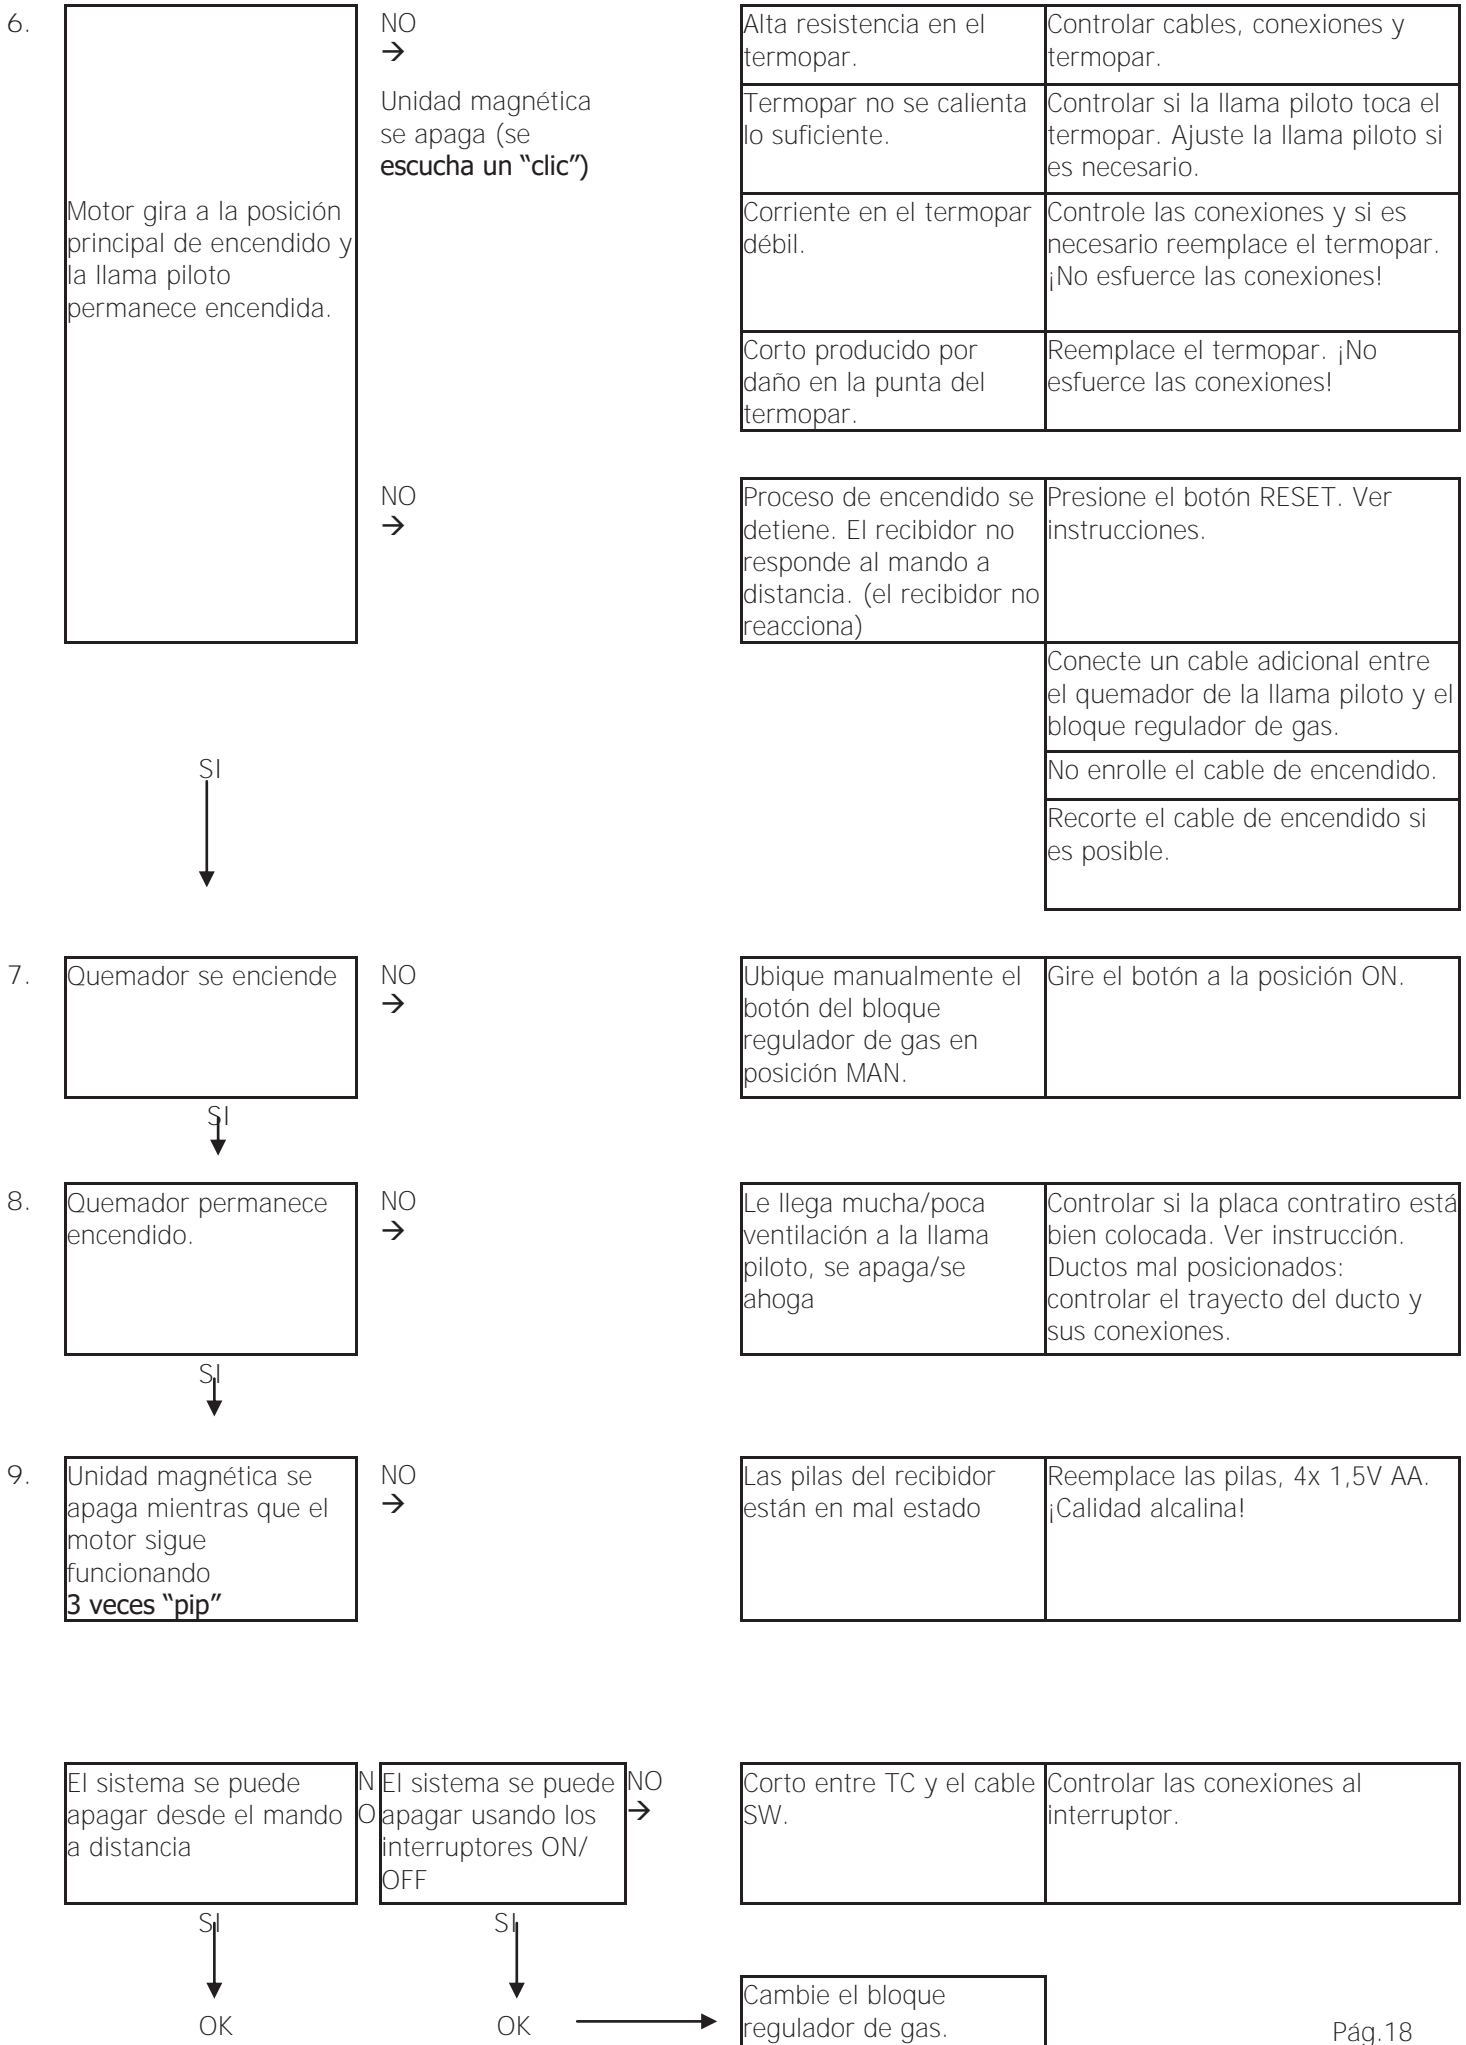 6.
Motor gira a la posición
principal de encendido y
la llama piloto
permanece encendida.
NO
→
Unidad magnética
se apaga (se
escucha un “clic”)
Alta resistencia en el
termopar.
Controlar cables, conexiones y
termopar.
Termopar no se calienta
lo suficiente.
Controlar si la llama piloto toca el
termopar. Ajuste la llama piloto si
es necesario.
Corriente en el termopar
débil.
Controle las conexiones y si es
necesario reemplace el termopar.
¡No esfuerce las conexiones!
Corto producido por
daño en la punta del
termopar.
Reemplace el termopar. ¡No
esfuerce las conexiones!
NO
→
Proceso de encendido se
detiene. El recibidor no
responde al mando a
distancia. (el recibidor no
reacciona)
Presione el botón RESET. Ver
instrucciones.
Conecte un cable adicional entre
el quemador de la llama piloto y el
bloque regulador de gas.
No enrolle el cable de encendido.
Recorte el cable de encendido si
es posible.
SI
7.
Quemador se enciende
NO
→
Ubique manualmente el
botón del bloque
regulador de gas en
posición MAN.
Gire el botón a la posición ON.
SI
8.
Quemador permanece
encendido.
NO
→
Le llega mucha/poca
ventilación a la llama
piloto, se apaga/se
ahoga
Controlar si la placa contratiro está
bien colocada. Ver instrucción.
Ductos mal posicionados:
controlar el trayecto del ducto y
sus conexiones.
SI
9.
Unidad magnética se
apaga mientras que el
motor sigue
funcionando
3 veces “pip”
NO
→
Las pilas del recibidor
están en mal estado
Reemplace las pilas, 4x 1,5V AA.
¡Calidad alcalina!
El sistema se puede
apagar desde el mando
a distancia
N
O
El sistema se puede
apagar usando los
interruptores ON/
OFF
NO
→
Corto entre TC y el cable
SW.
Controlar las conexiones al
interruptor.
SI
SI
OK
OK
Cambie el bloque
regulador de gas.
Pág.18